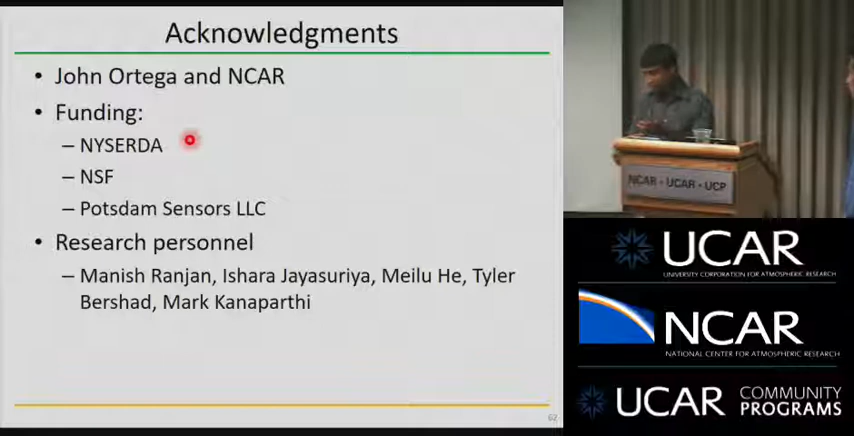 Acknowledgments
• John Ortega and NCAR
• Funding:
– NYSERDA
– NSF
– Potsdam Sensors LLC
• Research personnel
– Manish Ranjan, Ishara Jayasuriya, Meilu He, Tyler
Bershad, Mark Kanaparthi
62
NCAR • UCAR • UCP
UCAR
UNIVERSITY CORPORATION FOR ATMOSPHERIC RESEARCH
NCAR
NATIONAL CENTER FOR ATMOSPHERIC RESEARCH
UCAR COMMUNITY
PROGRAMS